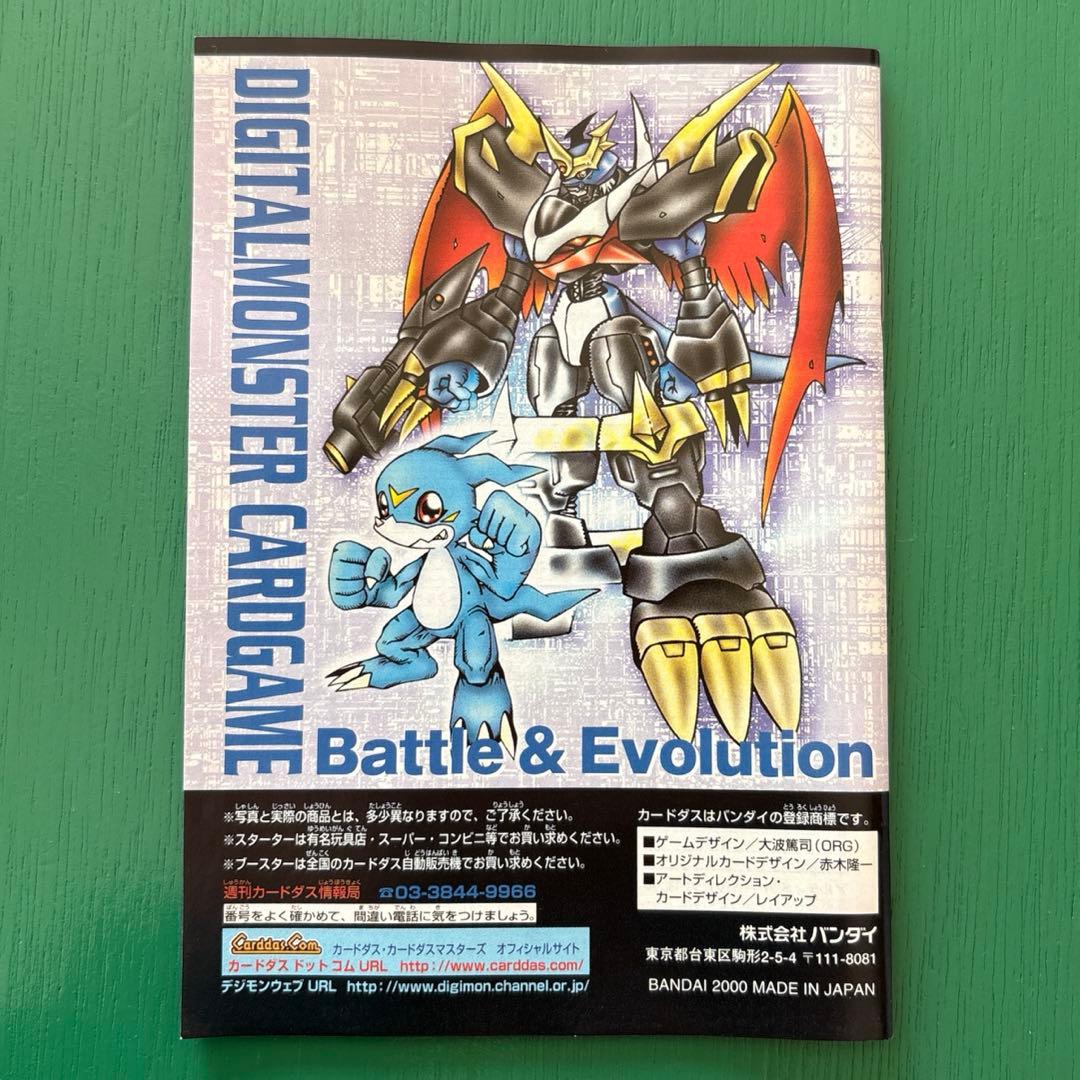 DIGITALMONSTER CARDGAME
Battle & Evolution
※写真と実際の商品とは、多少異なりますので、ご了承ください。
※スターターは有名玩具店・スーパー・コンビニ等でお買い求めください。
※ブースターは全国のカードダス自動販売機でお買い求めください。
週刊カードダス情報局 ☎03-3844-9966
番号をよく確かめて、間違い電話に気をつけましょう。
Carddas.Com カードダス・カードダスマスターズ オフィシャルサイト
カードダス ドット コム URL http://www.carddas.com/
デジモンウェブ URL http://www.digimon.channel.or.jp/
カードダスはバンダイの登録商標です。
■ゲームデザイン／大波篤司(ORG)
■オリジナルカードデザイン／赤木隆一
■アートディレクション・
カードデザイン／レイアップ
株式会社 バンダイ
東京都台東区駒形2-5-4 〒111-8081
BANDAI 2000 MADE IN JAPAN